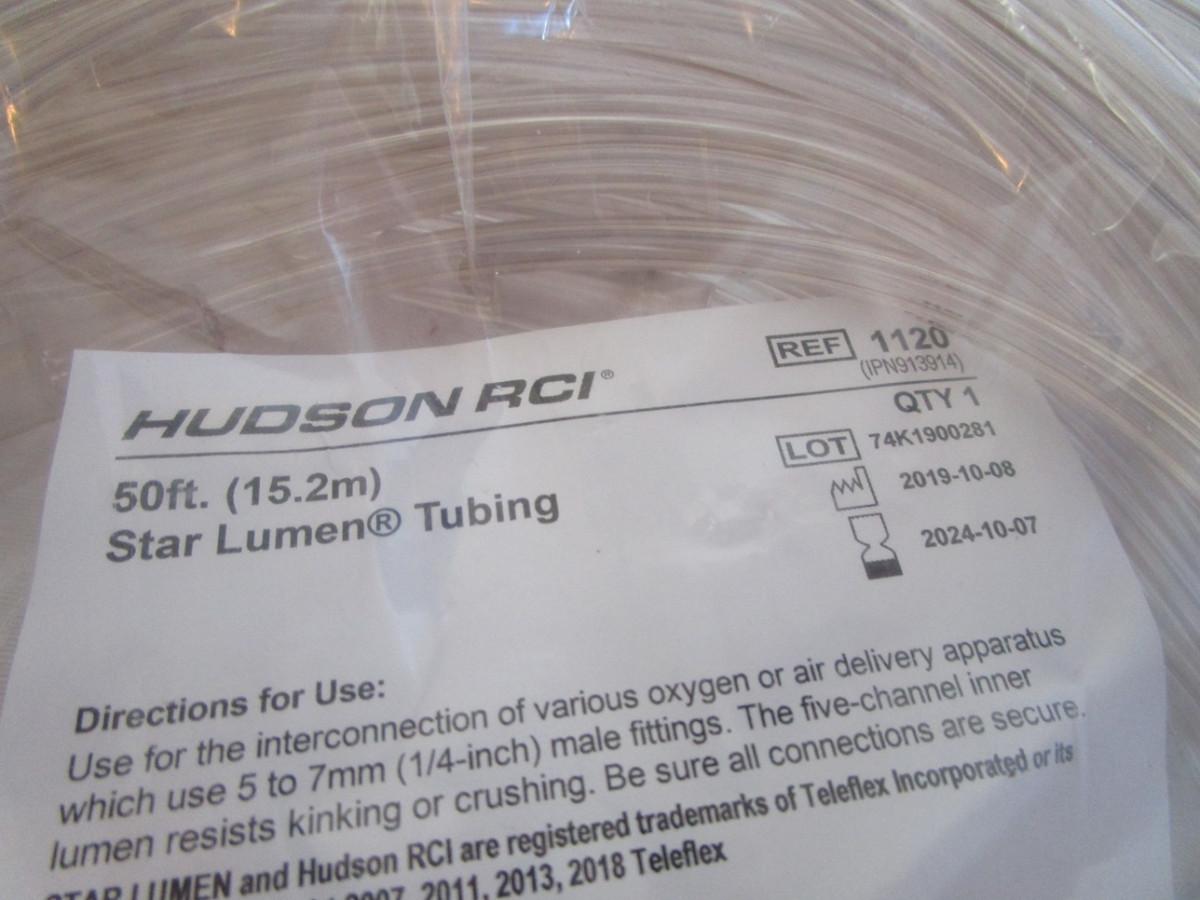 HUDSON RCI®
REF 1120
(IPN913914)
QTY 1
LOT 74K1900281
2019-10-08
2024-10-07
50ft. (15.2m)
Star Lumen® Tubing
Directions for Use:
Use for the interconnection of various oxygen or air delivery apparatus
which use 5 to 7mm (1/4-inch) male fittings. The five-channel inner
lumen resists kinking or crushing. Be sure all connections are secure.
STAR LUMEN and Hudson RCI are registered trademarks of Teleflex Incorporated or its
2007, 2011, 2013, 2018 Teleflex